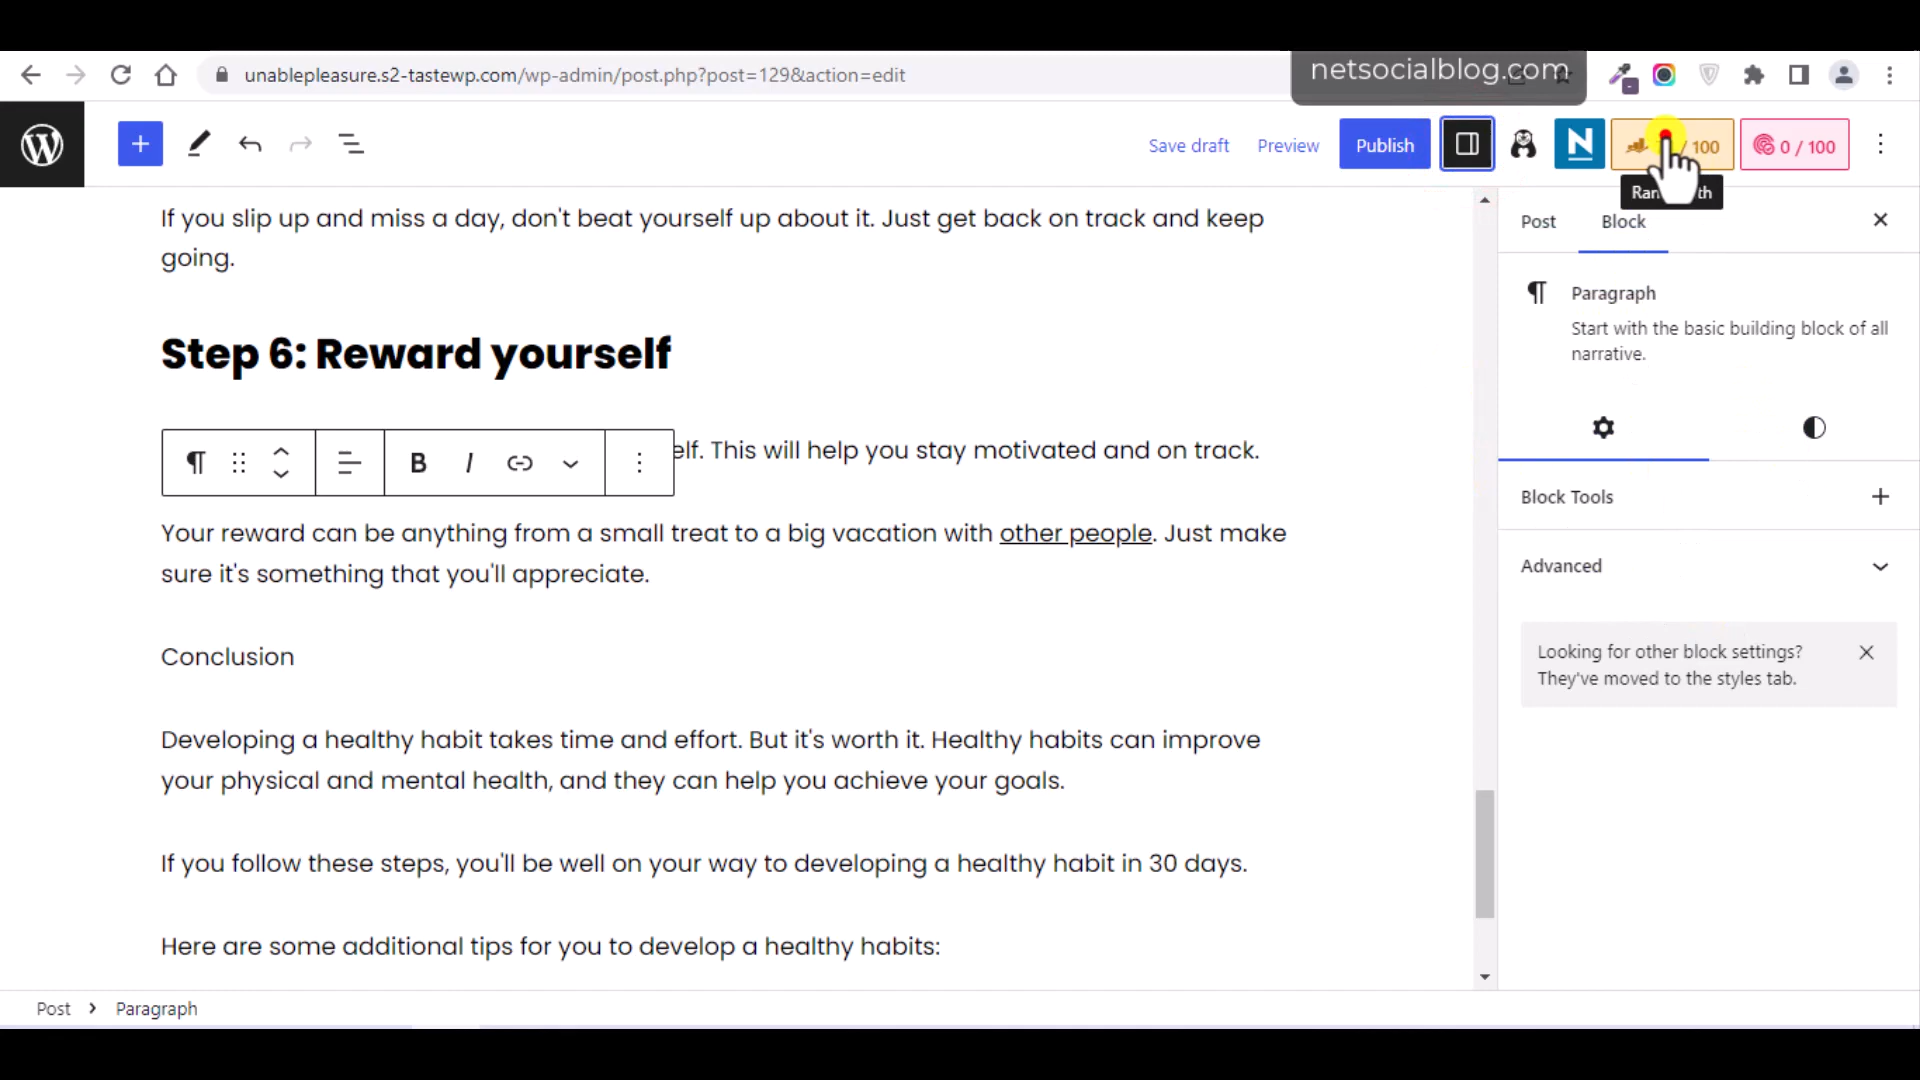 unablepleasure.s2-tastewp.com/wp-admin/post.php?post=129&action=edit
netsocialblog.com
Save draft
Preview
Publish
/ 100
0 / 100
Post
Block
If you slip up and miss a day, don't beat yourself up about it. Just get back on track and keep
going.
Paragraph
Start with the basic building block of all
narrative.
Step 6: Reward yourself
elf. This will help you stay motivated and on track.
B I
Block Tools
Your reward can be anything from a small treat to a big vacation with other people. Just make
sure it's something that you'll appreciate.
Advanced
Conclusion
Looking for other block settings?
They've moved to the styles tab.
Developing a healthy habit takes time and effort. But it's worth it. Healthy habits can improve
your physical and mental health, and they can help you achieve your goals.
If you follow these steps, you'll be well on your way to developing a healthy habit in 30 days.
Here are some additional tips for you to develop a healthy habits:
Post
Paragraph